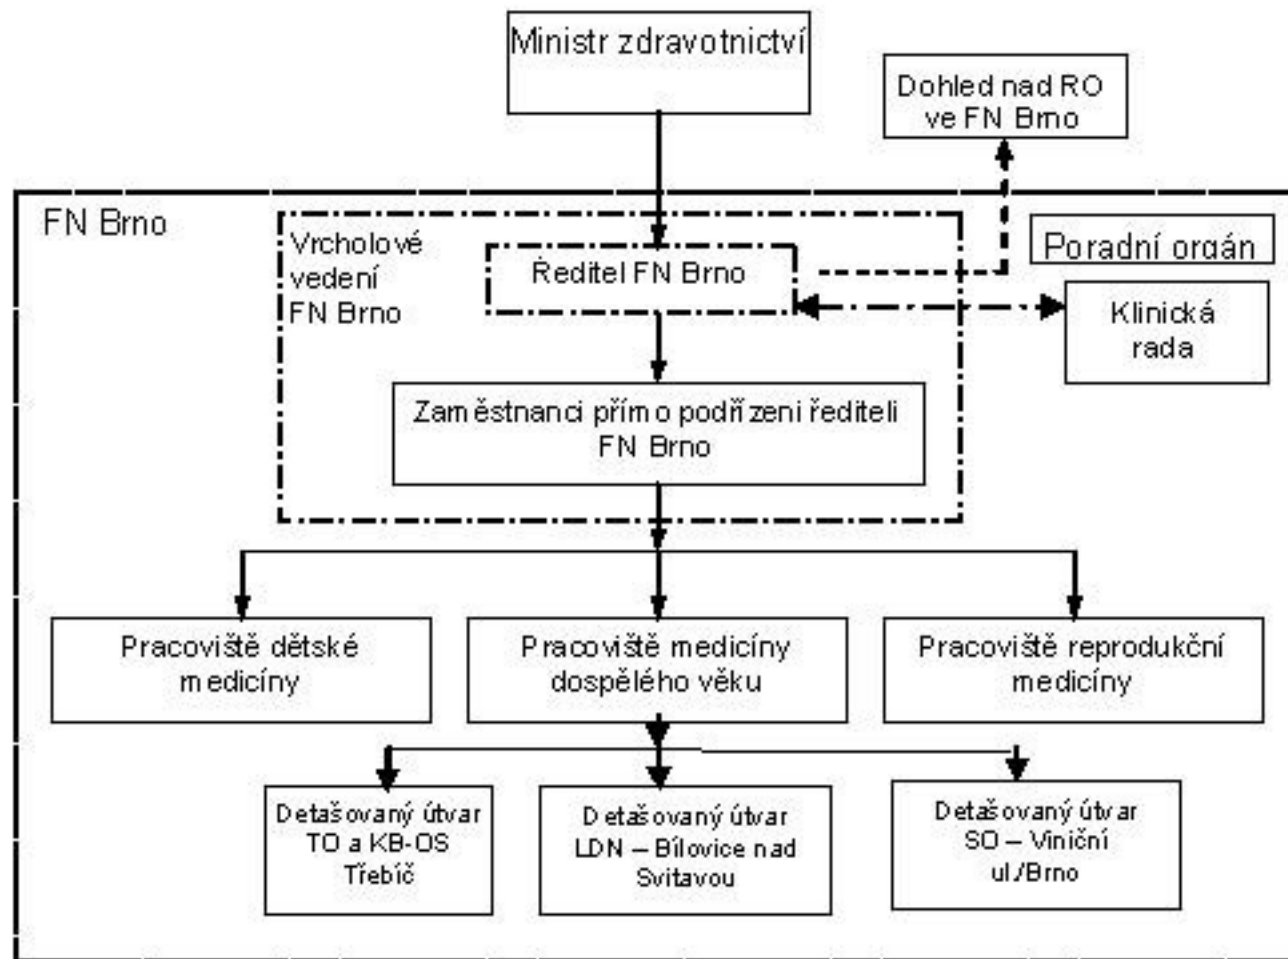 Ministr zdravotnictví
Dohled nad RO
ve FN Brno
FN Brno
Vrcholové
vedení
FN Brno
Ředitel FN Brno
Poradní orgán
Klinická
rada
Zaměstnanci přímo podřízeni řediteli
FN Brno
Pracoviště dětské
medicíny
Pracoviště medicíny
dospělého věku
Pracoviště reprodukční
medicíny
Detašovaný útvar
TO a KB-OS
Třebíč
Detašovaný útvar
LDN – Bílovice nad
Svitavou
Detašovaný útvar
SO – Viniční
ul./Brno